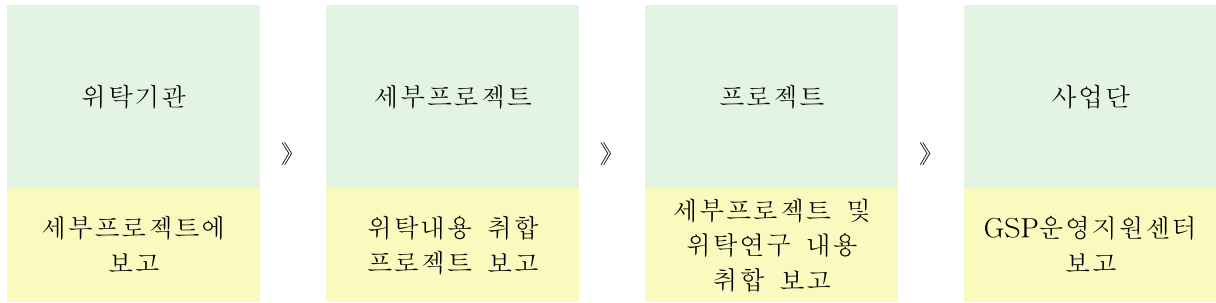 위탁기관
세부프로젝트에
보고
》
세부프로젝트
위탁내용 취합
프로젝트 보고
》
프로젝트
세부프로젝트 및
위탁연구 내용
취합 보고
》
사업단
GSP운영지원센터
보고